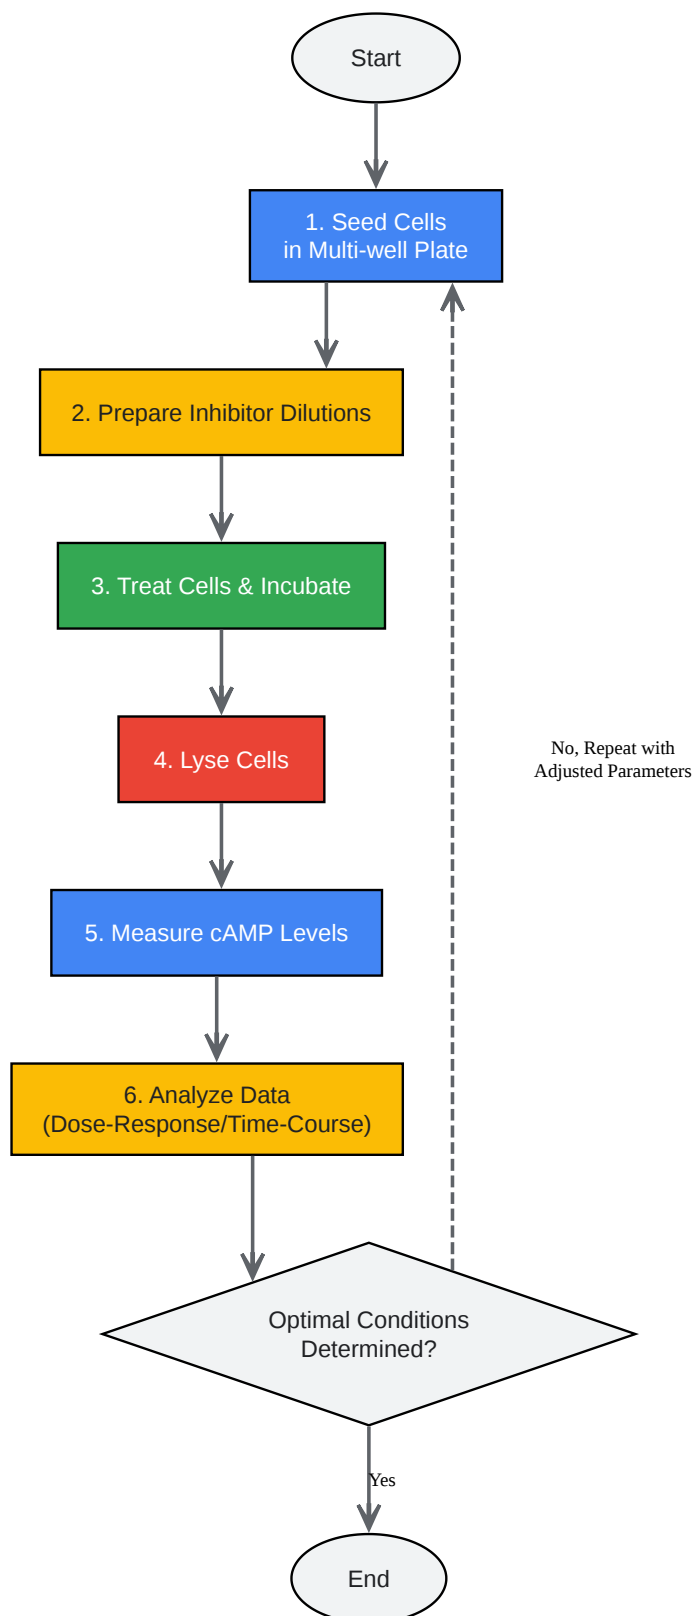 Start
1. Seed Cells
in Multi-well Plate
2. Prepare Inhibitor Dilutions
3. Treat Cells & Incubate
4. Lyse Cells
No, Repeat with
Adjusted Parameters
5. Measure cAMP Levels
6. Analyze Data
(Dose-Response/Time-Course)
Optimal Conditions
Determined?
Yes
End